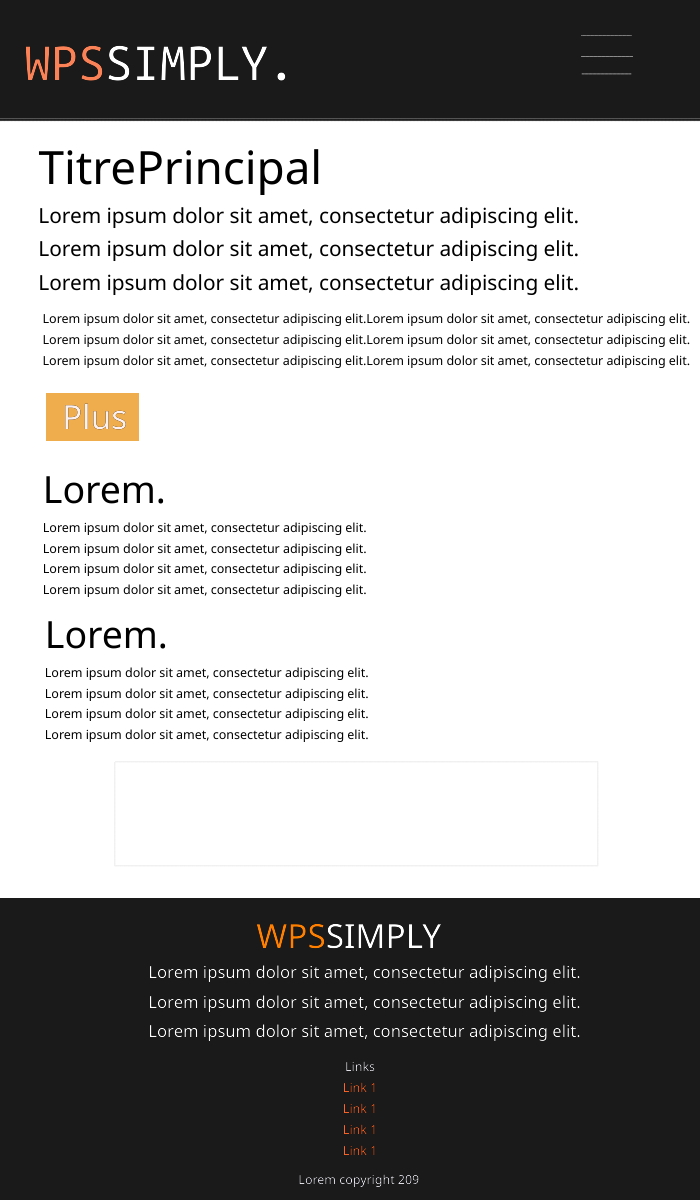 WPSSIMPLY.
TitrePrincipal
Lorem ipsum dolor sit amet, consectetur adipiscing elit.
Lorem ipsum dolor sit amet, consectetur adipiscing elit.
Lorem ipsum dolor sit amet, consectetur adipiscing elit.
Lorem ipsum dolor sit amet, consectetur adipiscing elit.Lorem ipsum dolor sit amet, consectetur adipiscing elit.
Lorem ipsum dolor sit amet, consectetur adipiscing elit.Lorem ipsum dolor sit amet, consectetur adipiscing elit.
Lorem ipsum dolor sit amet, consectetur adipiscing elit.Lorem ipsum dolor sit amet, consectetur adipiscing elit.
Plus
Lorem.
Lorem ipsum dolor sit amet, consectetur adipiscing elit.
Lorem ipsum dolor sit amet, consectetur adipiscing elit.
Lorem ipsum dolor sit amet, consectetur adipiscing elit.
Lorem ipsum dolor sit amet, consectetur adipiscing elit.
Lorem.
Lorem ipsum dolor sit amet, consectetur adipiscing elit.
Lorem ipsum dolor sit amet, consectetur adipiscing elit.
Lorem ipsum dolor sit amet, consectetur adipiscing elit.
Lorem ipsum dolor sit amet, consectetur adipiscing elit.
WPSSIMPLY
Lorem ipsum dolor sit amet, consectetur adipiscing elit.
Lorem ipsum dolor sit amet, consectetur adipiscing elit.
Lorem ipsum dolor sit amet, consectetur adipiscing elit.
Links
Link 1
Link 1
Link 1
Link 1
Lorem copyright 209